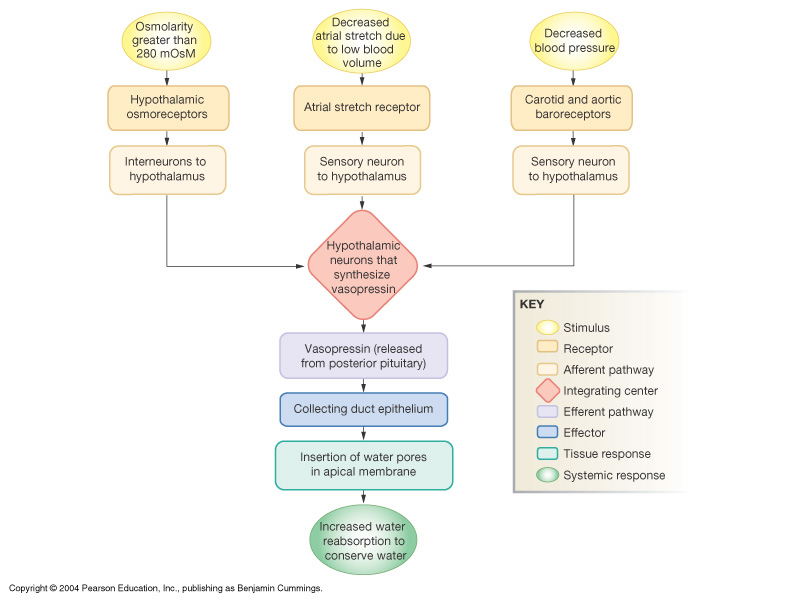 Osmolarity
greater than
280 mOsM
Decreased
atrial stretch due
to low blood
volume
Decreased
blood pressure
Hypothalamic
osmoreceptors
Atrial stretch receptor
Carotid and aortic
baroreceptors
Interneurons to
hypothalamus
Sensory neuron
to hypothalamus
Sensory neuron
to hypothalamus
Hypothalamic
neurons that
synthesize
vasopressin
Vasopressin (released
from posterior pituitary)
Collecting duct epithelium
Insertion of water pores
in apical membrane
Increased water
reabsorption to
conserve water
KEY
Stimulus
Receptor
Afferent pathway
Integrating center
Efferent pathway
Effector
Tissue response
Systemic response
Copyright © 2004 Pearson Education, Inc., publishing as Benjamin Cummings.